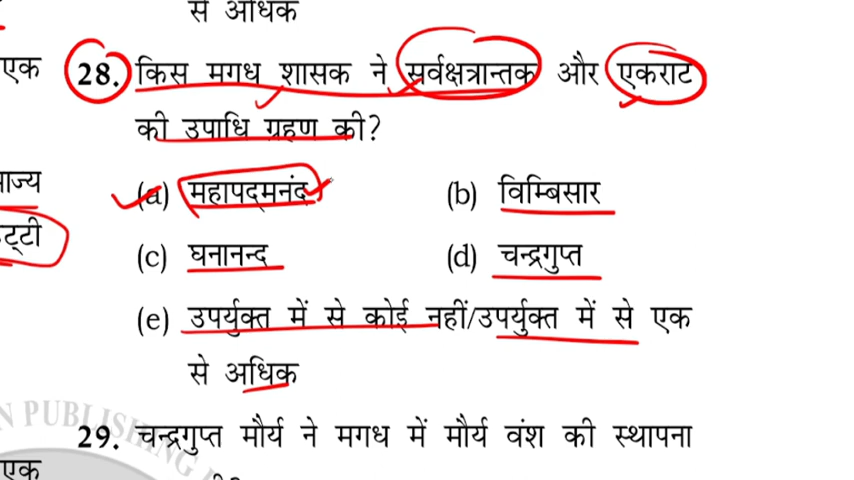 से अधिक
एक
28. किस मगध शासक ने सर्वक्षत्रान्तक और एकराट
की उपाधि ग्रहण की?
(a) महापद्मनंद (b) विम्बिसार
(c) घनानन्द (d) चन्द्रगुप्त
(e) उपर्युक्त में से कोई नहीं/उपर्युक्त में से एक
से अधिक
29. चन्द्रगुप्त मौर्य ने मगध में मौर्य वंश की स्थापना
एक